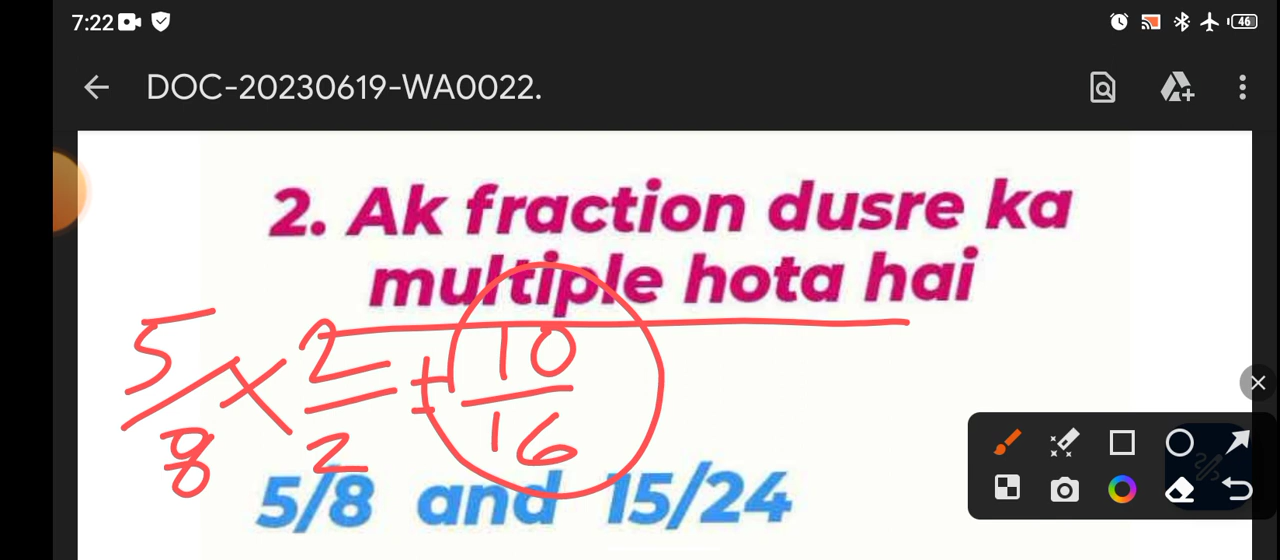 7:22 46
DOC-20230619-WA0022.
2. Ak fraction dusre ka
multiple hota hai
5/8 × 2/2 = 10/16
5/8 and 15/24